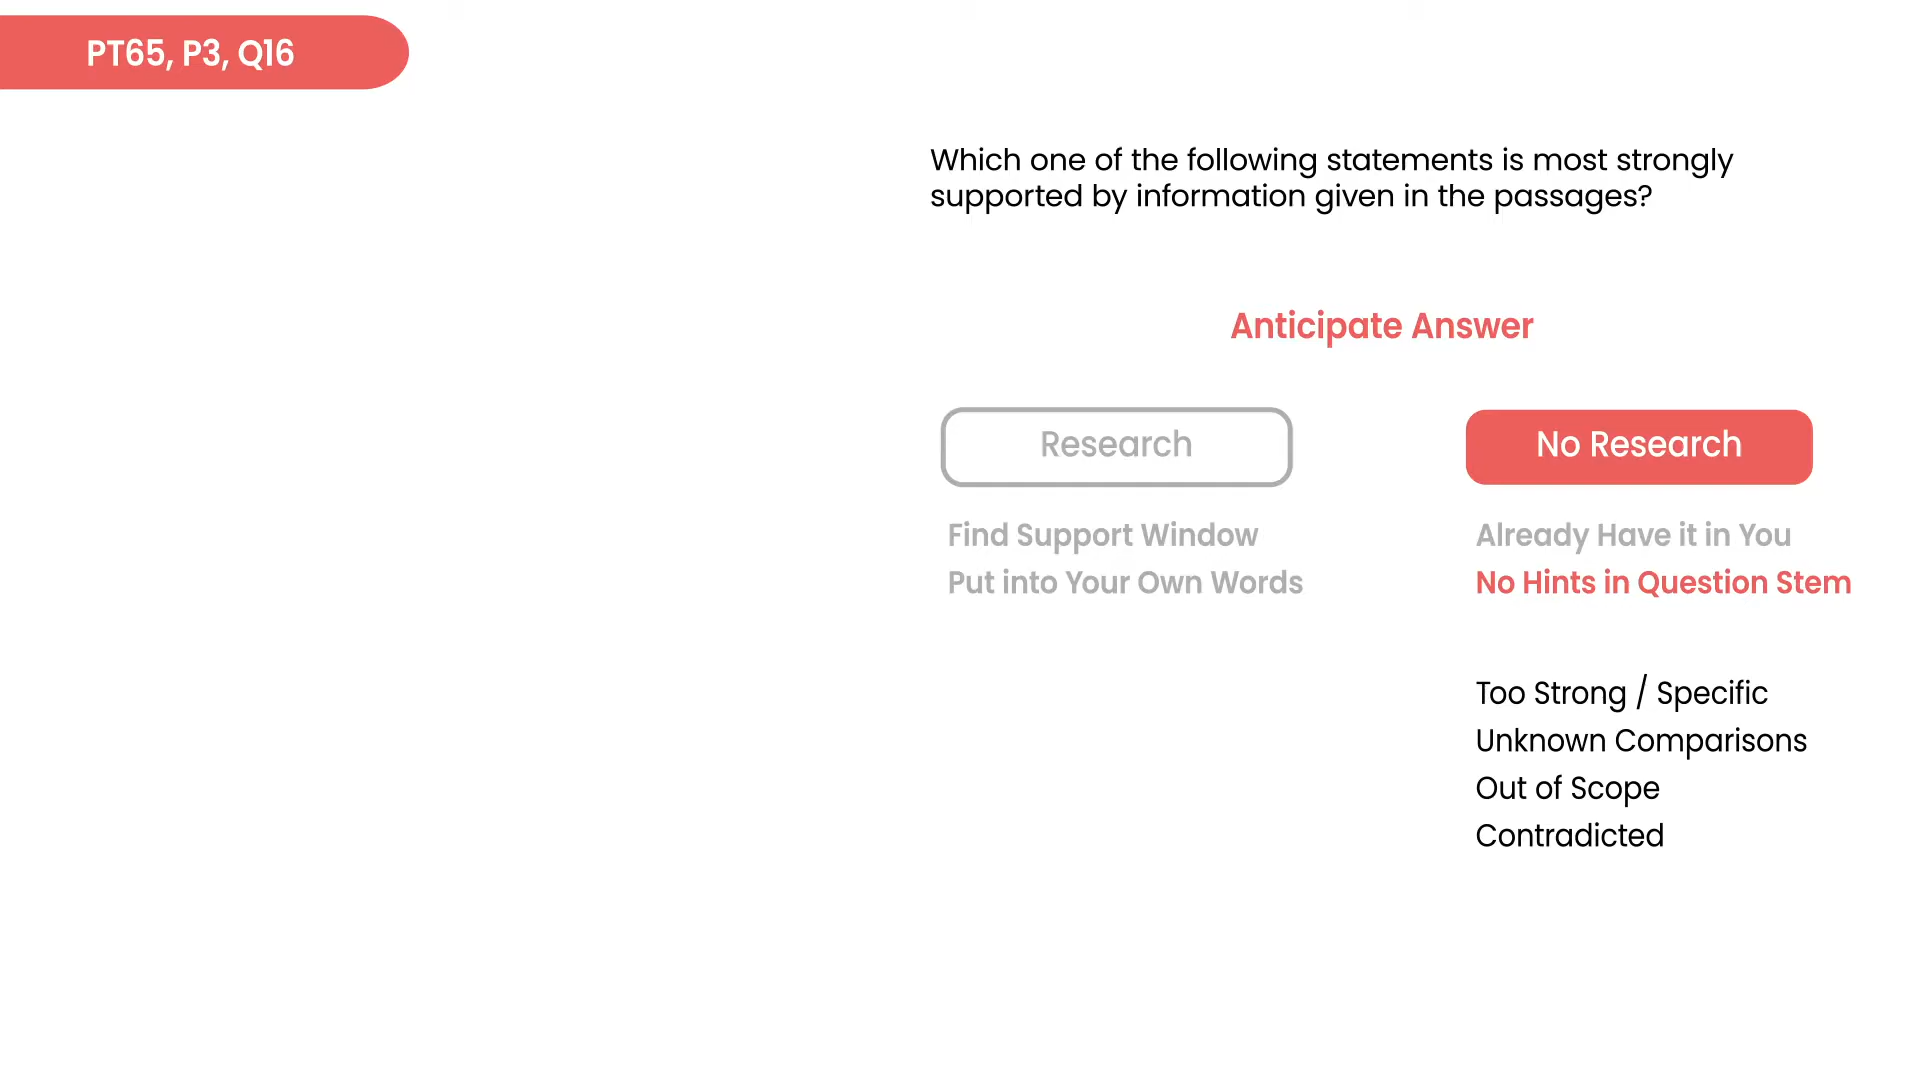 PT65, P3, Q16
Which one of the following statements is most strongly
supported by information given in the passages?
Anticipate Answer
Research
No Research
Find Support Window
Put into Your Own Words
Already Have it in You
No Hints in Question Stem
Too Strong / Specific
Unknown Comparisons
Out of Scope
Contradicted